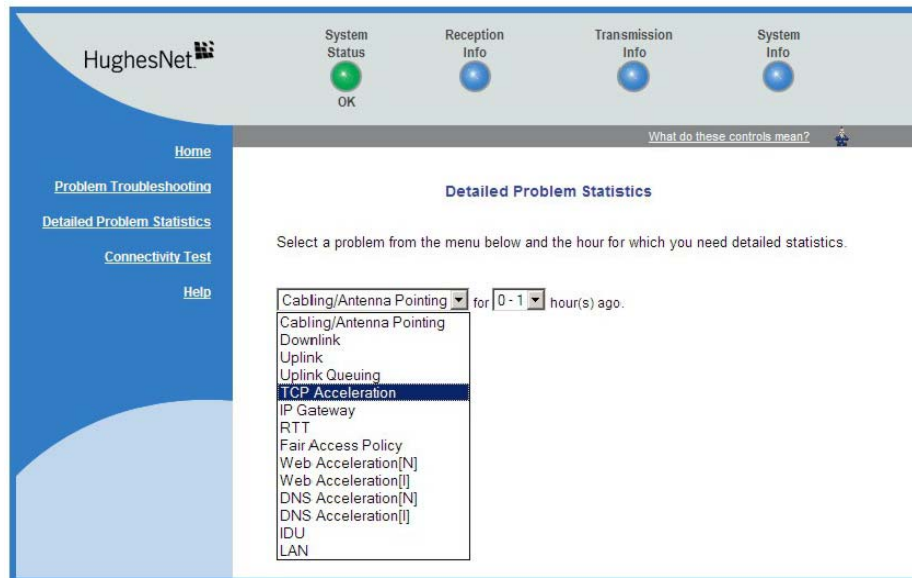 HughesNet.
System Status
OK
Reception Info
Transmission Info
System Info
What do these controls mean?
Home
Problem Troubleshooting
Detailed Problem Statistics
Connectivity Test
Help
Detailed Problem Statistics
Select a problem from the menu below and the hour for which you need detailed statistics.
Cabling/Antenna Pointing for 0 - 1 hour(s) ago.
Cabling/Antenna Pointing
Downlink
Uplink
Uplink Queuing
TCP Acceleration
IP Gateway
RTT
Fair Access Policy
Web Acceleration[N]
Web Acceleration[I]
DNS Acceleration[N]
DNS Acceleration[I]
IDU
LAN